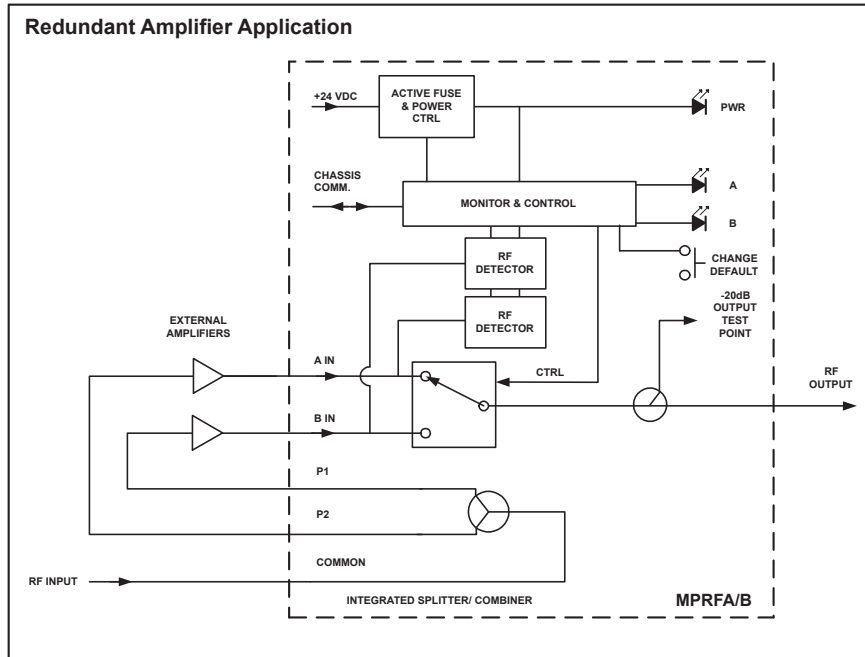 Redundant Amplifier Application
+24 VDC
ACTIVE FUSE
& POWER
CTRL
PWR
CHASSIS
COMM.
MONITOR & CONTROL
A
B
RF
DETECTOR
CHANGE
DEFAULT
RF
DETECTOR
-20dB
OUTPUT
TEST
POINT
EXTERNAL
AMPLIFIERS
A IN
CTRL
RF
OUTPUT
B IN
P1
P2
COMMON
RF INPUT
INTEGRATED SPLITTER/ COMBINER
MPRFA/B